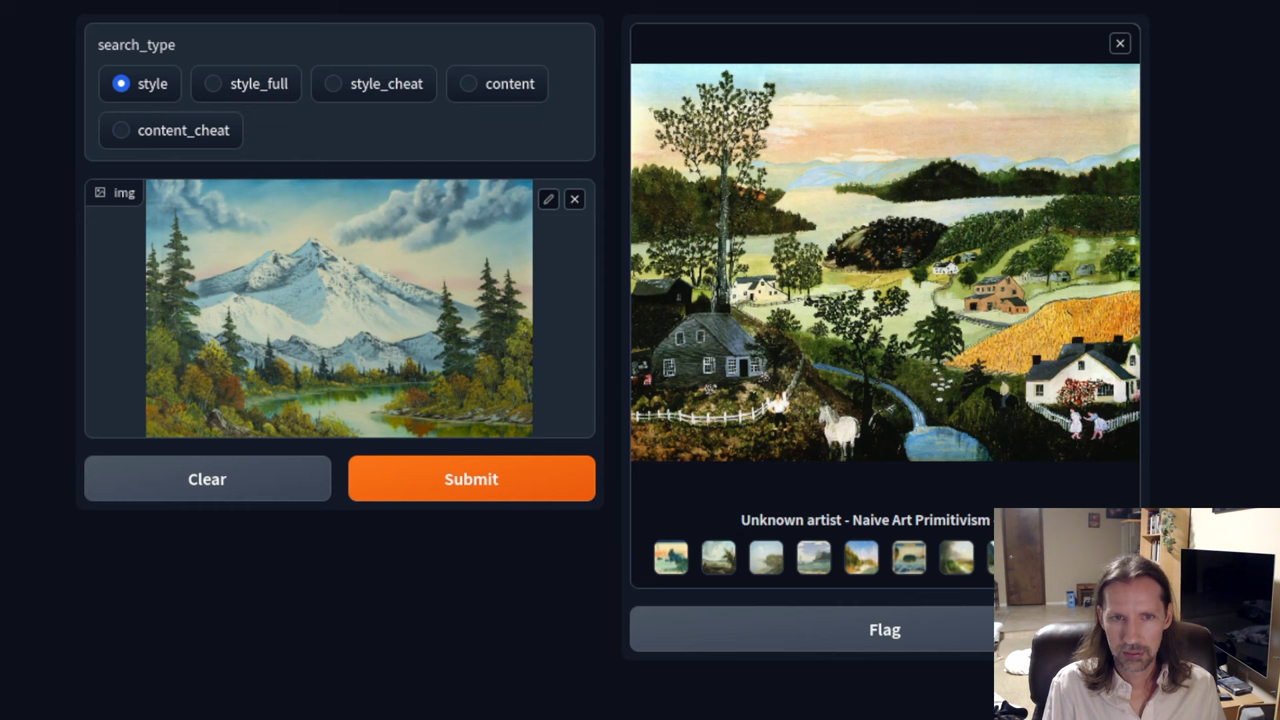 search_type
style
style_full
style_cheat
content
content_cheat
img
Clear
Submit
Unknown artist - Naive Art Primitivism
Flag